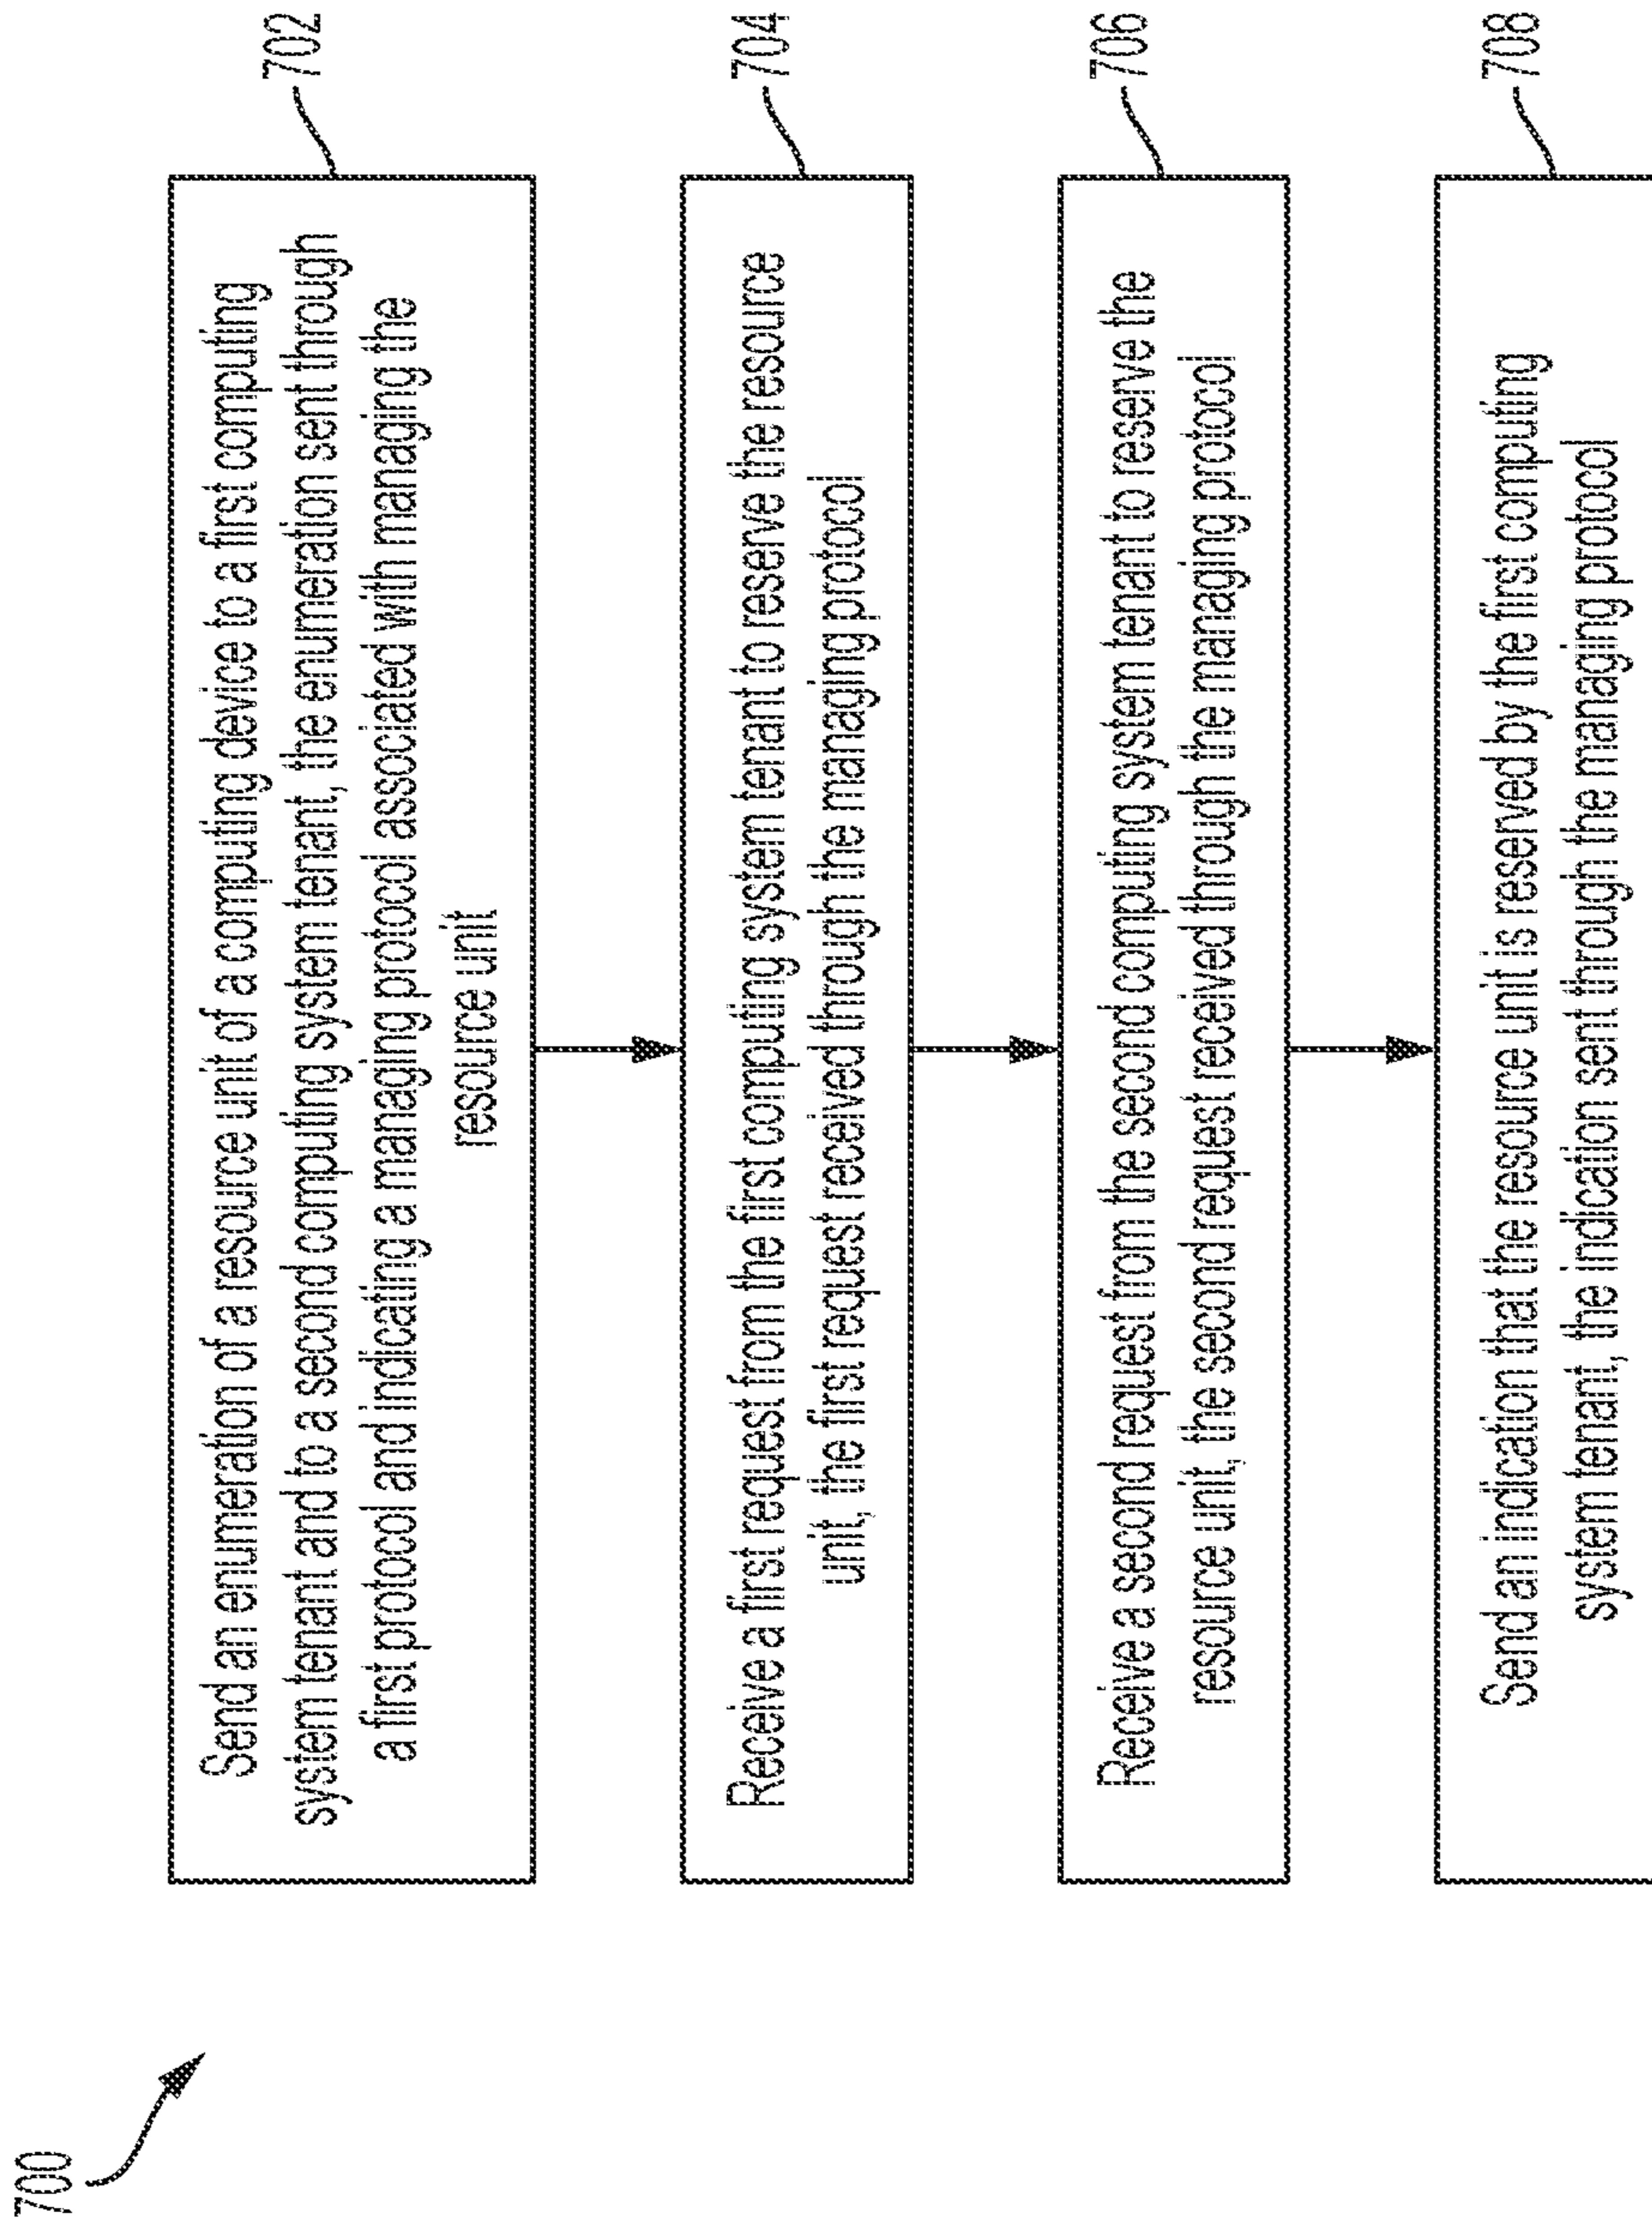 700
Send an enumeration of a resource unit of a computing device to a first computing
system tenant and to a second computing system tenant, the enumeration sent through
a first protocol and indicating a managing protocol associated with managing the
resource unit
702
Receive a first request from the first computing system tenant to reserve the resource
unit, the first request received through the managing protocol
704
Receive a second request from the second computing system tenant to reserve the
resource unit, the second request received through the managing protocol
706
Send an indication that the resource unit is reserved by the first computing
system tenant, the indication sent through the managing protocol
708